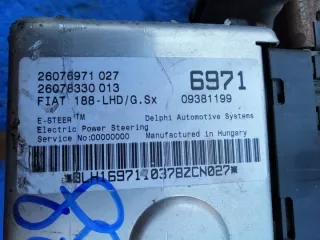 26076971 027
26078330 013
FIAT 188-LHD/G.Sx
6971
09381199
E-STEER™ Delphi Automotive Systems
Electric Power Steering
Service No:00000000 Manufactured in Hungary